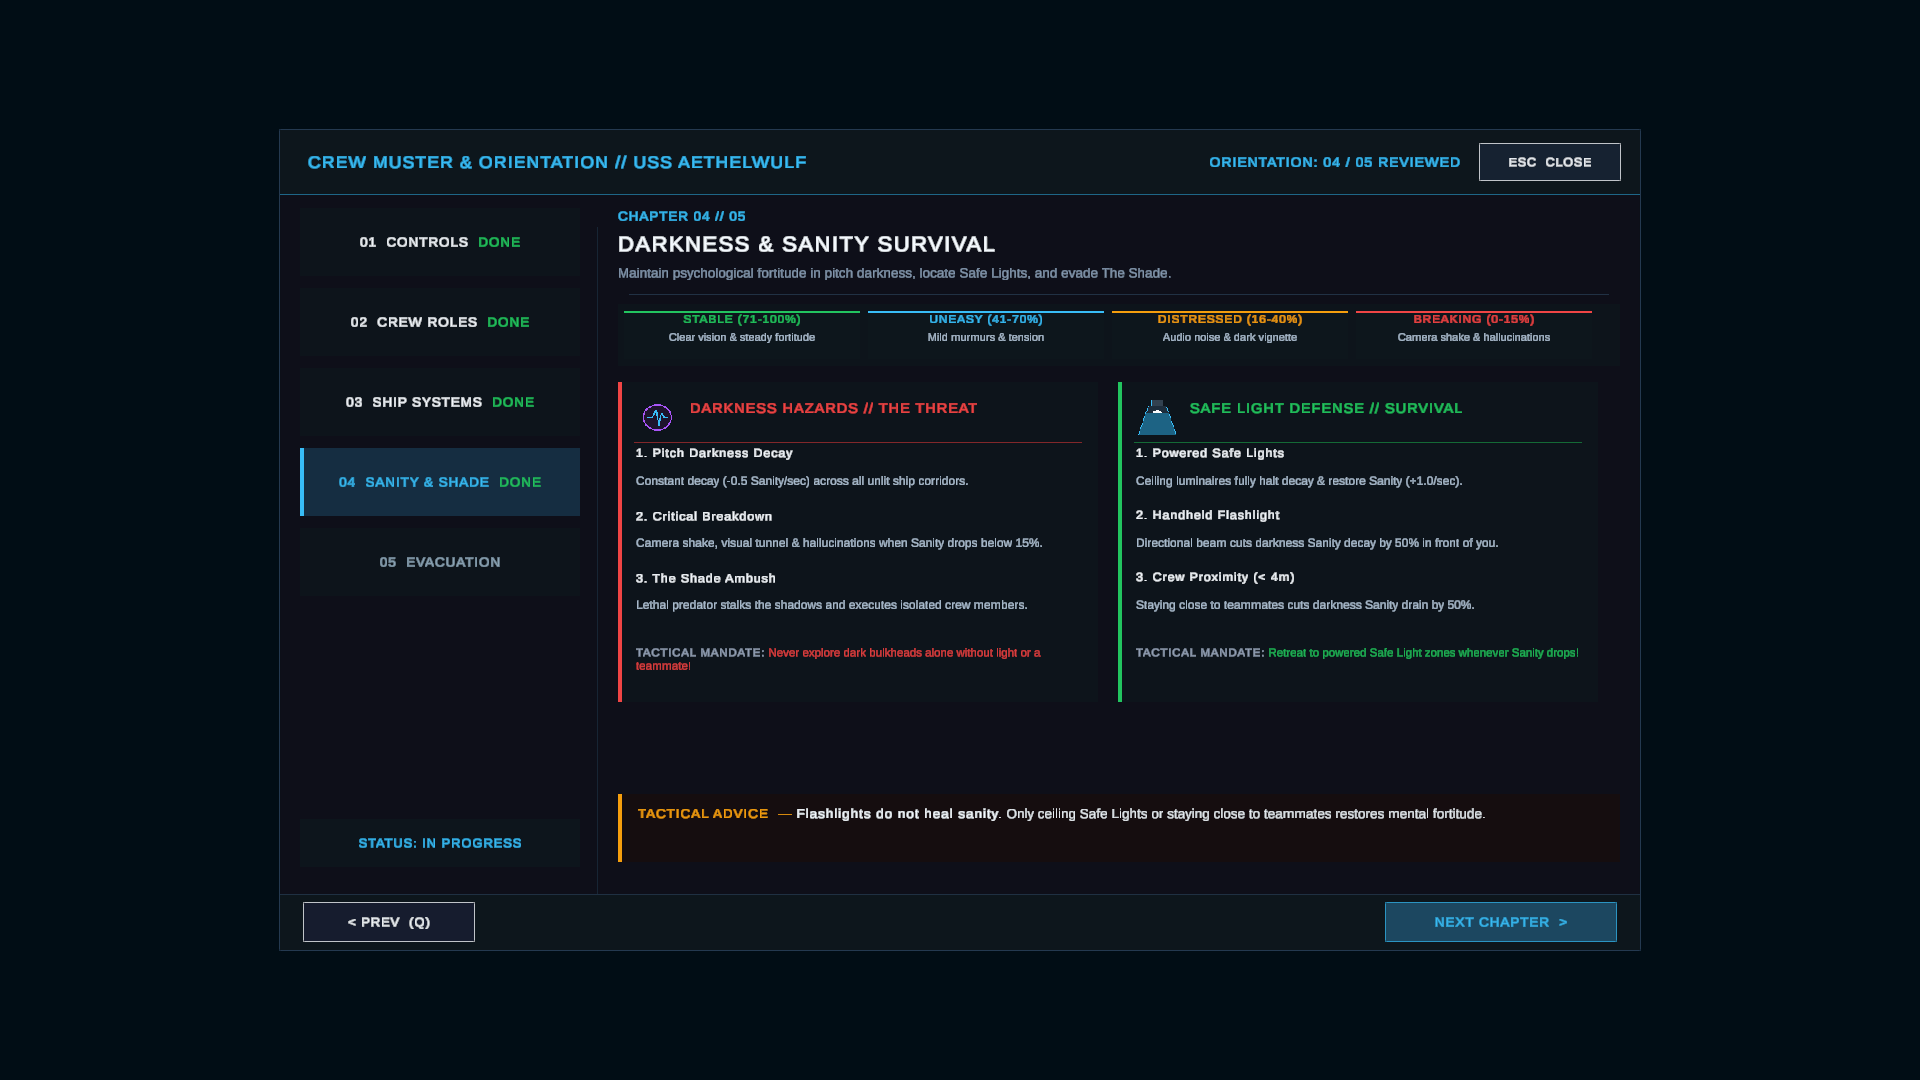 CREW MUSTER & ORIENTATION // USS AETHELWULF
ORIENTATION: 04 / 05 REVIEWED
ESC CLOSE
01 CONTROLS DONE
02 CREW ROLES DONE
03 SHIP SYSTEMS DONE
04 SANITY & SHADE DONE
05 EVACUATION
STATUS: IN PROGRESS
CHAPTER 04 // 05
DARKNESS & SANITY SURVIVAL
Maintain psychological fortitude in pitch darkness, locate Safe Lights, and evade The Shade.
STABLE (71-100%)
Clear vision & steady fortitude
UNEASY (41-70%)
Mild murmurs & tension
DISTRESSED (16-40%)
Audio noise & dark vignette
BREAKING (0-15%)
Camera shake & hallucinations
DARKNESS HAZARDS // THE THREAT
1. Pitch Darkness Decay
Constant decay (-0.5 Sanity/sec) across all unlit ship corridors.
2. Critical Breakdown
Camera shake, visual tunnel & hallucinations when Sanity drops below 15%.
3. The Shade Ambush
Lethal predator stalks the shadows and executes isolated crew members.
TACTICAL MANDATE: Never explore dark bulkheads alone without light or a
teammate!
SAFE LIGHT DEFENSE // SURVIVAL
1. Powered Safe Lights
Ceiling luminaires fully halt decay & restore Sanity (+1.0/sec).
2. Handheld Flashlight
Directional beam cuts darkness Sanity decay by 50% in front of you.
3. Crew Proximity (< 4m)
Staying close to teammates cuts darkness Sanity drain by 50%.
TACTICAL MANDATE: Retreat to powered Safe Light zones whenever Sanity drops!
TACTICAL ADVICE — Flashlights do not heal sanity. Only ceiling Safe Lights or staying close to teammates restores mental fortitude.
< PREV (Q)
NEXT CHAPTER >